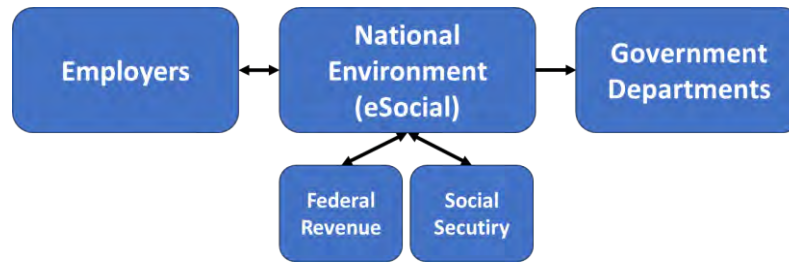 Employers
National
Environment
(eSocial)
Government
Departments
Federal
Revenue
Social
Secutiry